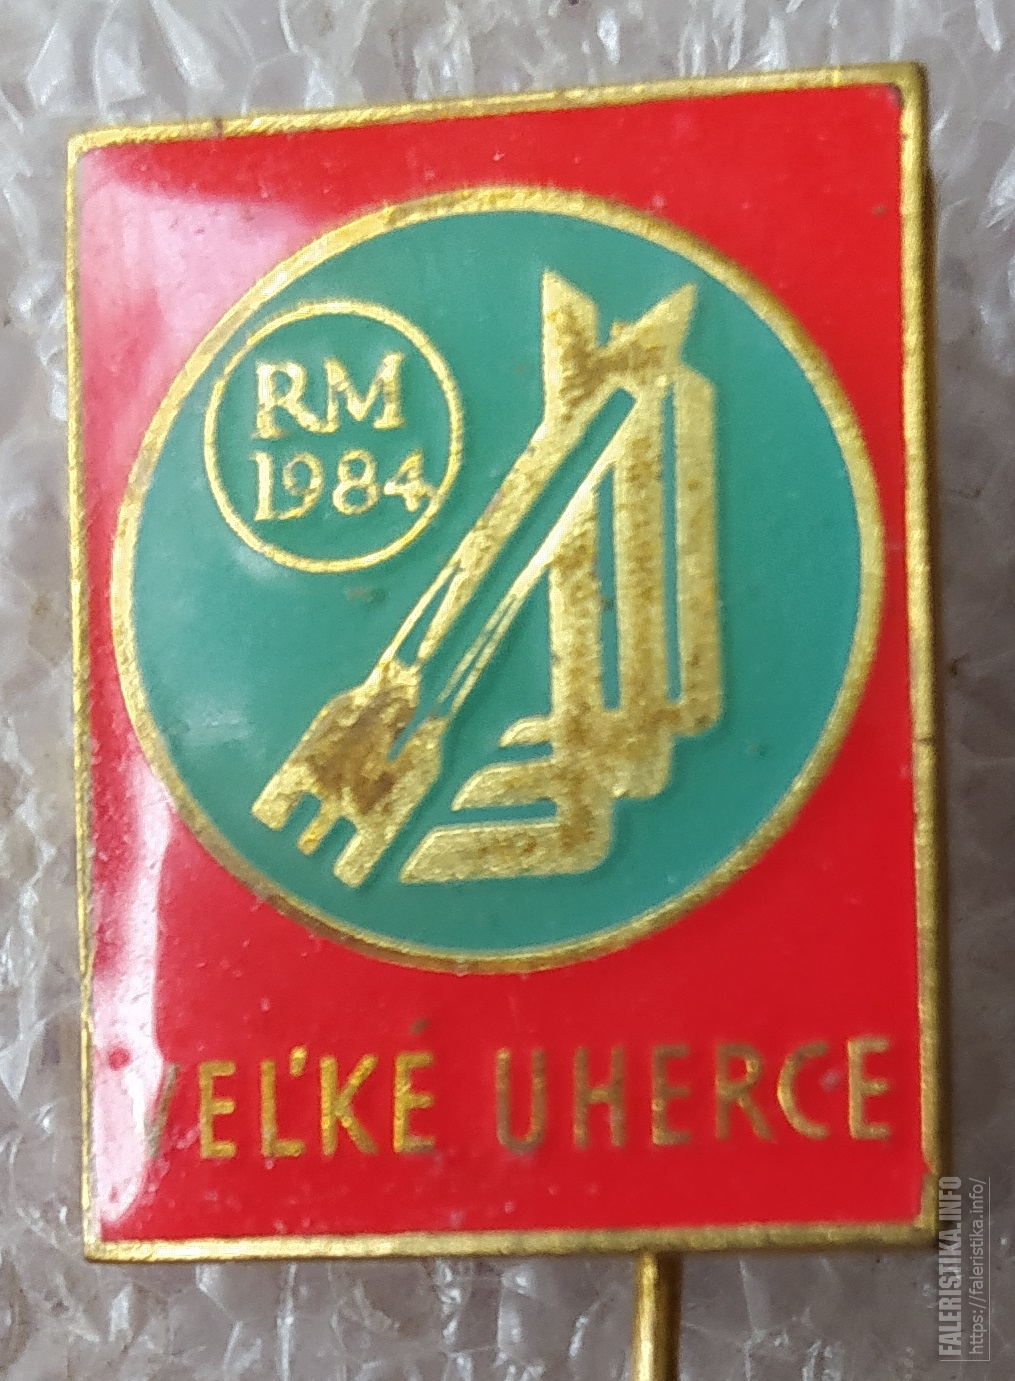 RM
1984
VEĽKÉ UHERCE
FALERISTIKA.INFO
https://faleristika.info/